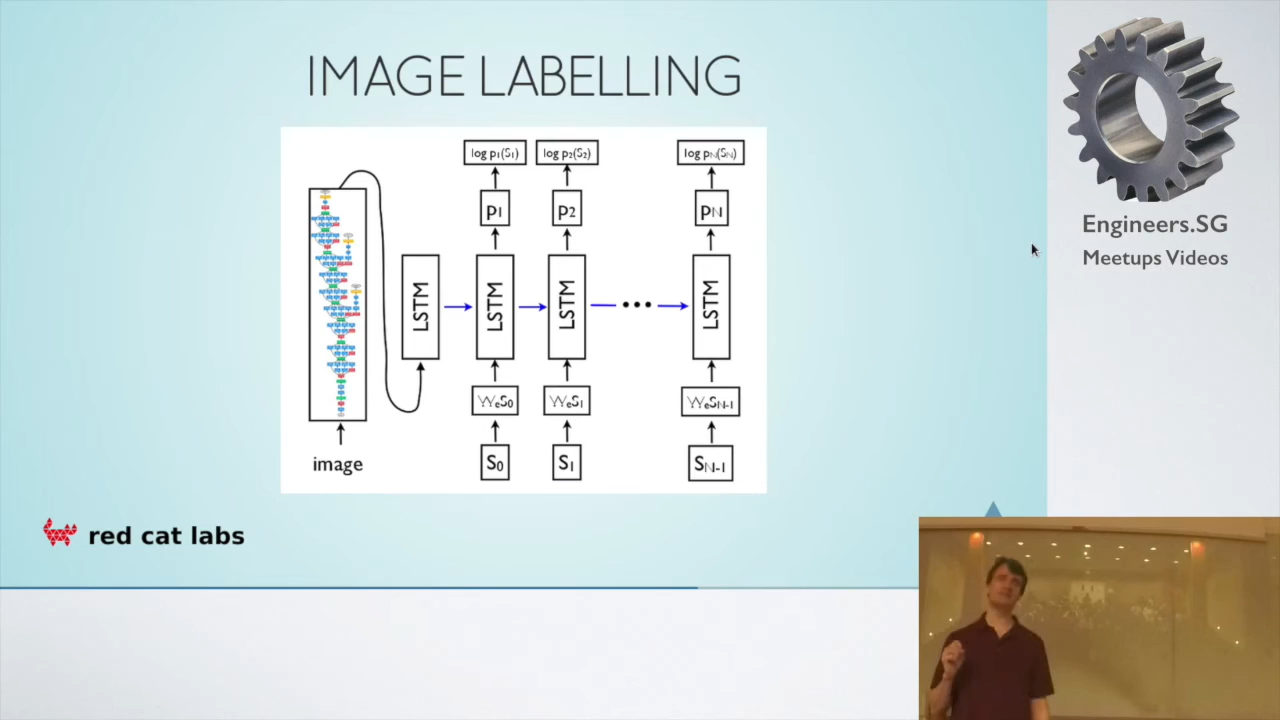 IMAGE LABELLING
log p1(S1) log p2(S2) log pN(SN)
p1 p2 pN
LSTM LSTM LSTM LSTM
WeS0 WeS1 WeSN-1
image S0 S1 SN-1
red cat labs
Engineers.SG
Meetups Videos